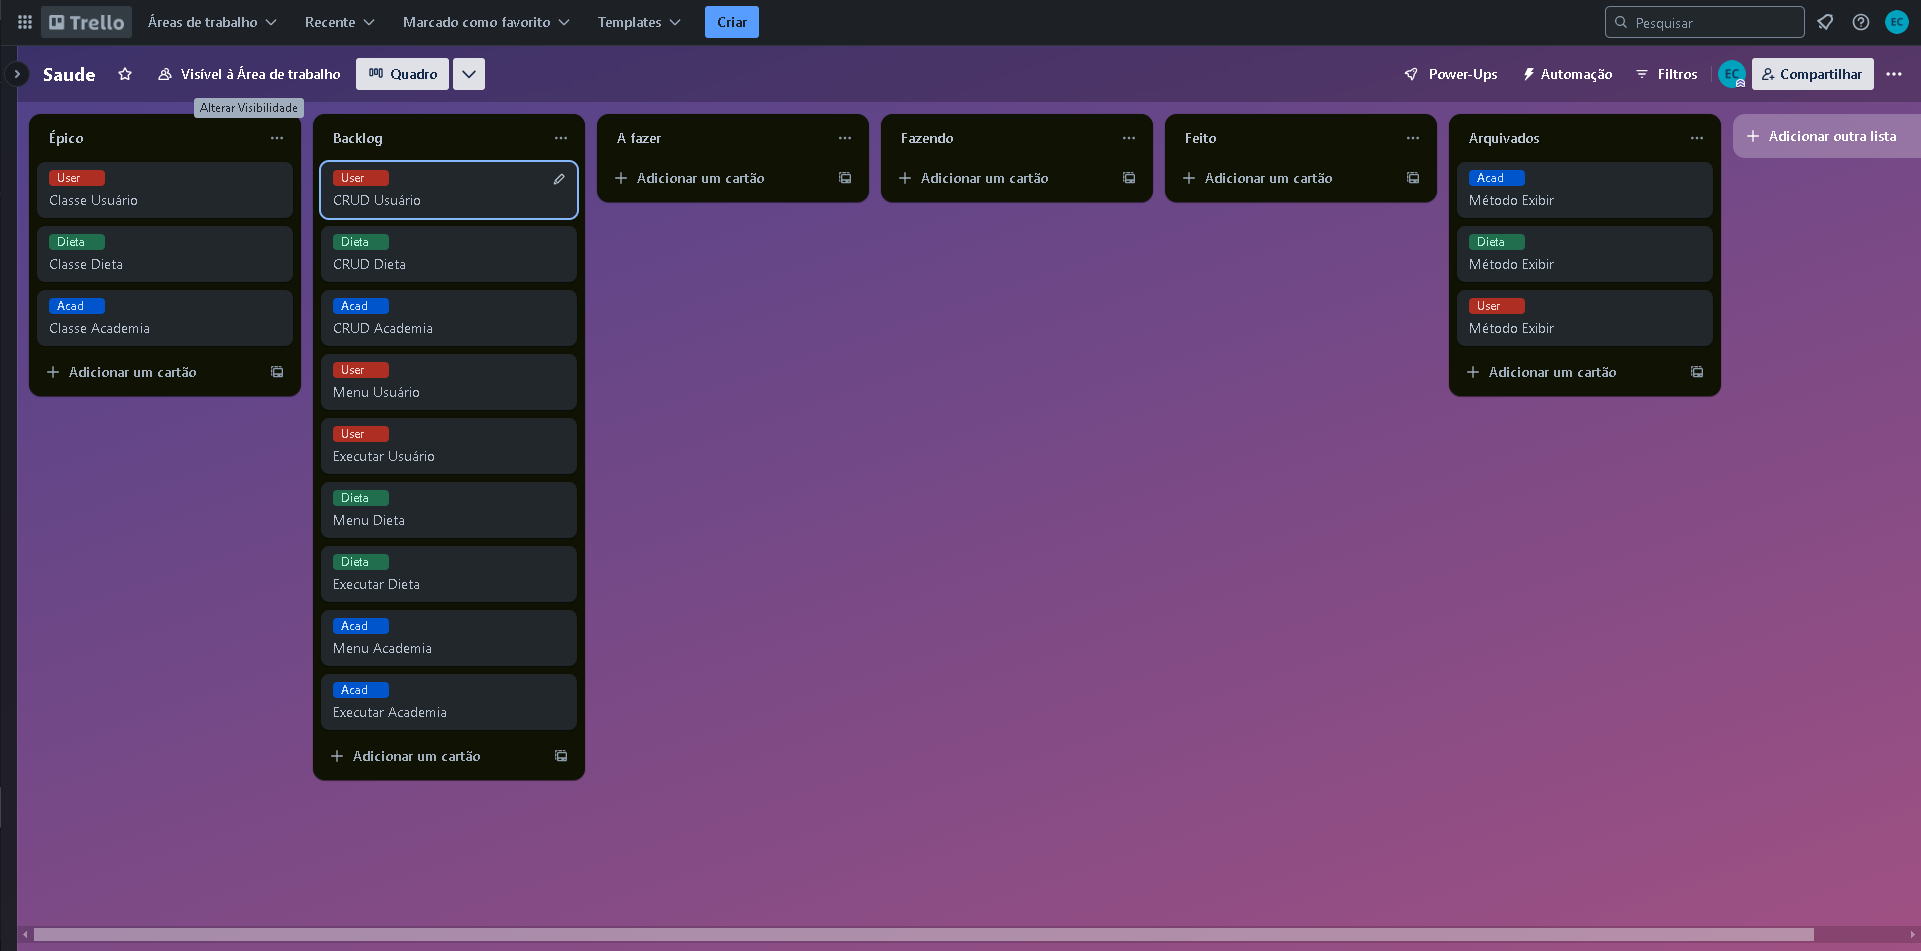 Trello
Áreas de trabalho
Recente
Marcado como favorito
Templates
Criar
Pesquisar
EC
Saude
Visível à Área de trabalho
Quadro
Power-Ups
Automação
Filtros
EC
Compartilhar
Alterar Visibilidade
Épico
User
Classe Usuário
Dieta
Classe Dieta
Acad
Classe Academia
Adicionar um cartão
Backlog
User
CRUD Usuário
Dieta
CRUD Dieta
Acad
CRUD Academia
User
Menu Usuário
User
Executar Usuário
Dieta
Menu Dieta
Dieta
Executar Dieta
Acad
Menu Academia
Acad
Executar Academia
Adicionar um cartão
A fazer
Adicionar um cartão
Fazendo
Adicionar um cartão
Feito
Adicionar um cartão
Arquivados
Acad
Método Exibir
Dieta
Método Exibir
User
Método Exibir
Adicionar um cartão
Adicionar outra lista